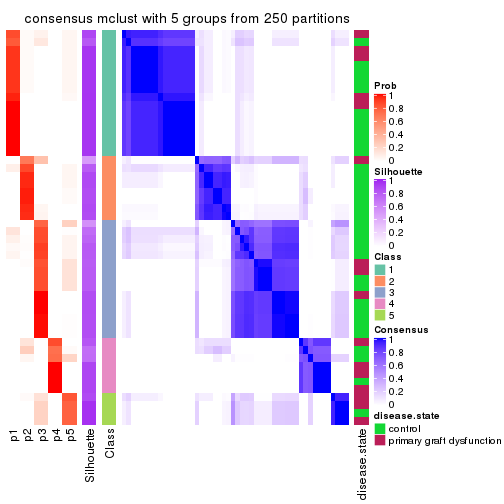 consensus mclust with 5 groups from 250 partitions
p1
p2
p3
p4
p5
Silhouette
Class
disease.state
Prob
1
0.8
0.6
0.4
0.2
0
Silhouette
1
0.8
0.6
0.4
0.2
0
Class
1
2
3
4
5
Consensus
1
0.8
0.6
0.4
0.2
0
disease.state
control
primary graft dysfunction